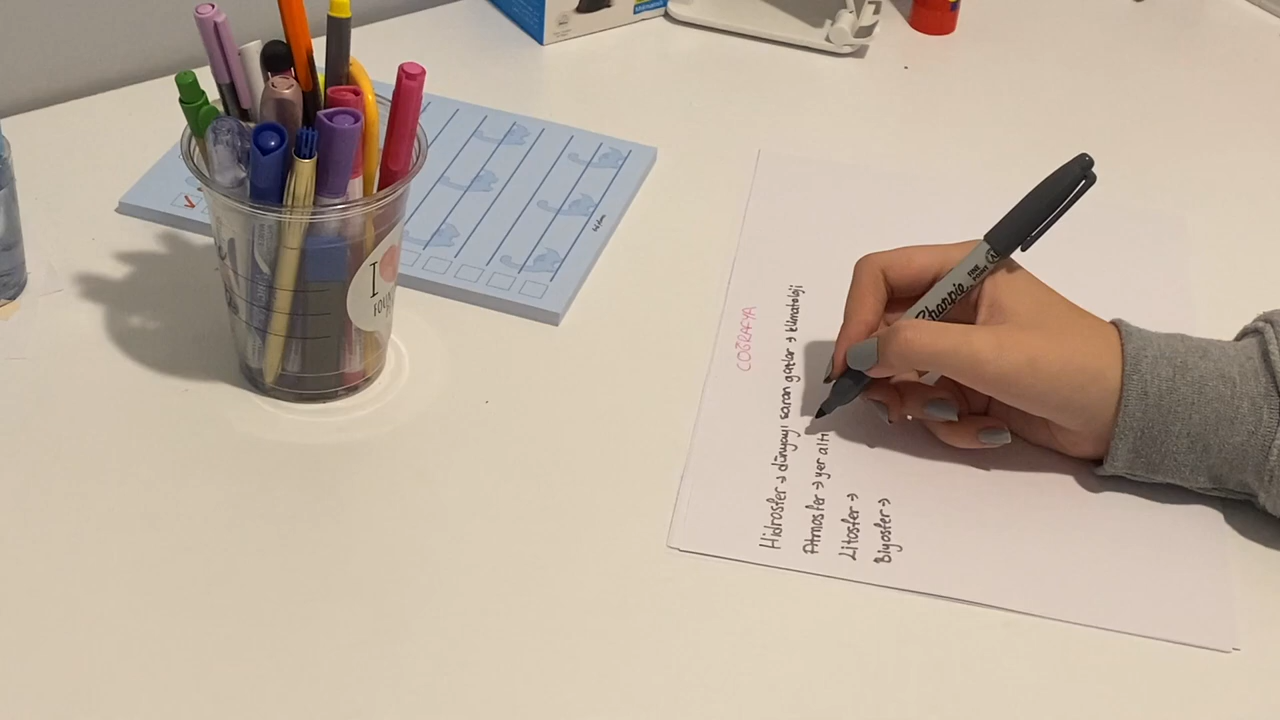 COĞRAFYA
Hidrosfer → dünyayı saran gazlar → klimatoloji
Atmosfer → yer altı
Litosfer →
Biyosfer →
Sharpie
FINE POINT
I